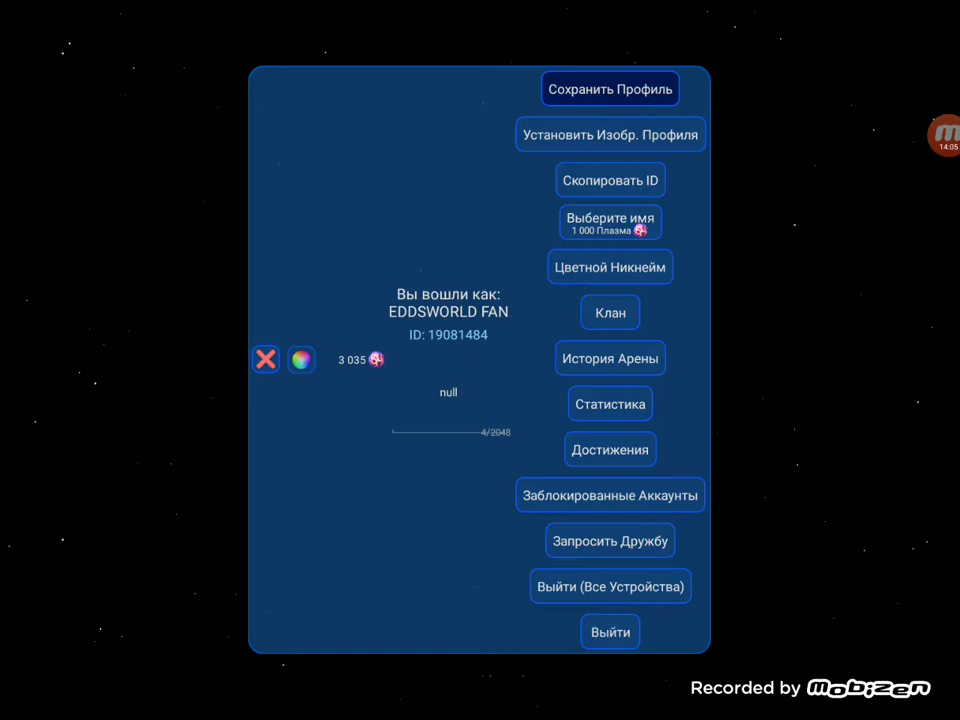 Сохранить Профиль
Установить Изобр. Профиля
14:05
Скопировать ID
Выберите имя
1 000 Плазма
Цветной Никнейм
Вы вошли как:
EDDSWORLD FAN
Клан
ID: 19081484
3 035
История Арены
null
Статистика
4/2048
Достижения
Заблокированные Аккаунты
Запросить Дружбу
Выйти (Все Устройства)
Выйти
Recorded by mobizen